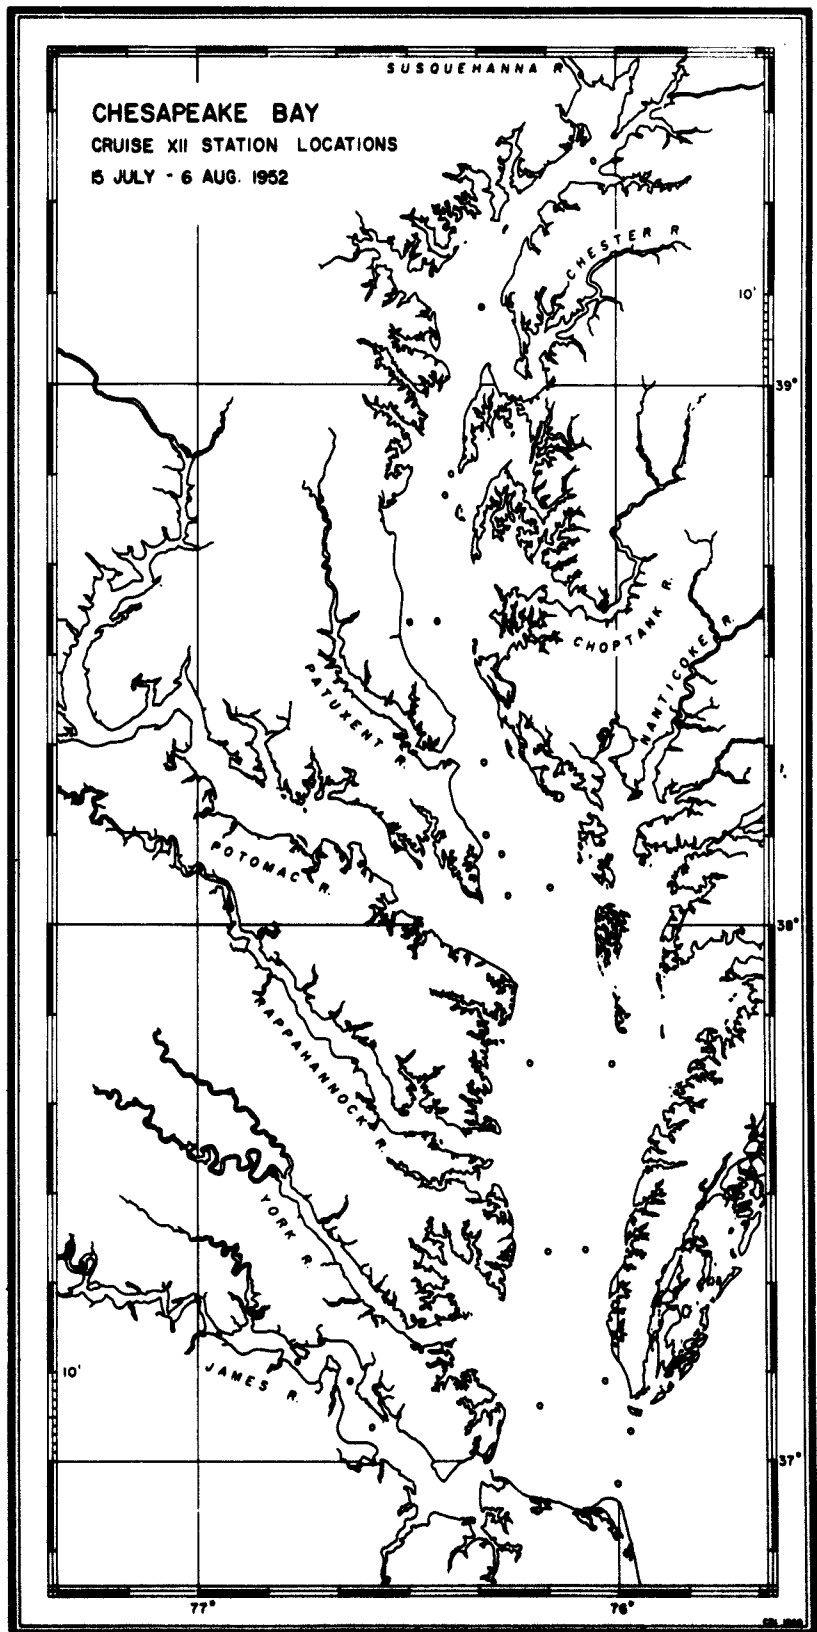 SUSQUEHANNA R.
CHESAPEAKE BAY
CRUISE XII STATION LOCATIONS
15 JULY - 6 AUG. 1952
CHESTER R
10'
39°
CHOPTANK R.
NANTICOKE R.
PATUXENT R.
POTOMAC R.
38°
RAPPAHANNOCK R.
YORK R.
JAMES R.
10'
37°
77°
76°